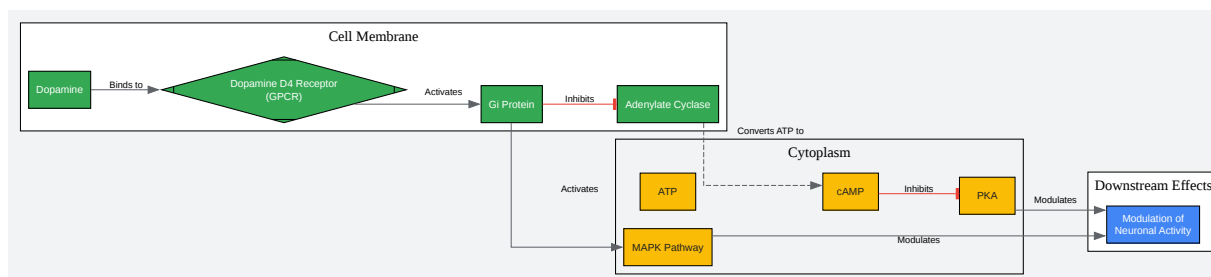 Cell Membrane
Dopamine
Binds to
Dopamine D4 Receptor
(GPCR)
Activates
Gi Protein
Inhibits
Adenylate Cyclase
Converts ATP to
Cytoplasm
Activates
ATP
cAMP
Inhibits
PKA
Modulates
MAPK Pathway
Modulates
Downstream Effects
Modulation of
Neuronal Activity